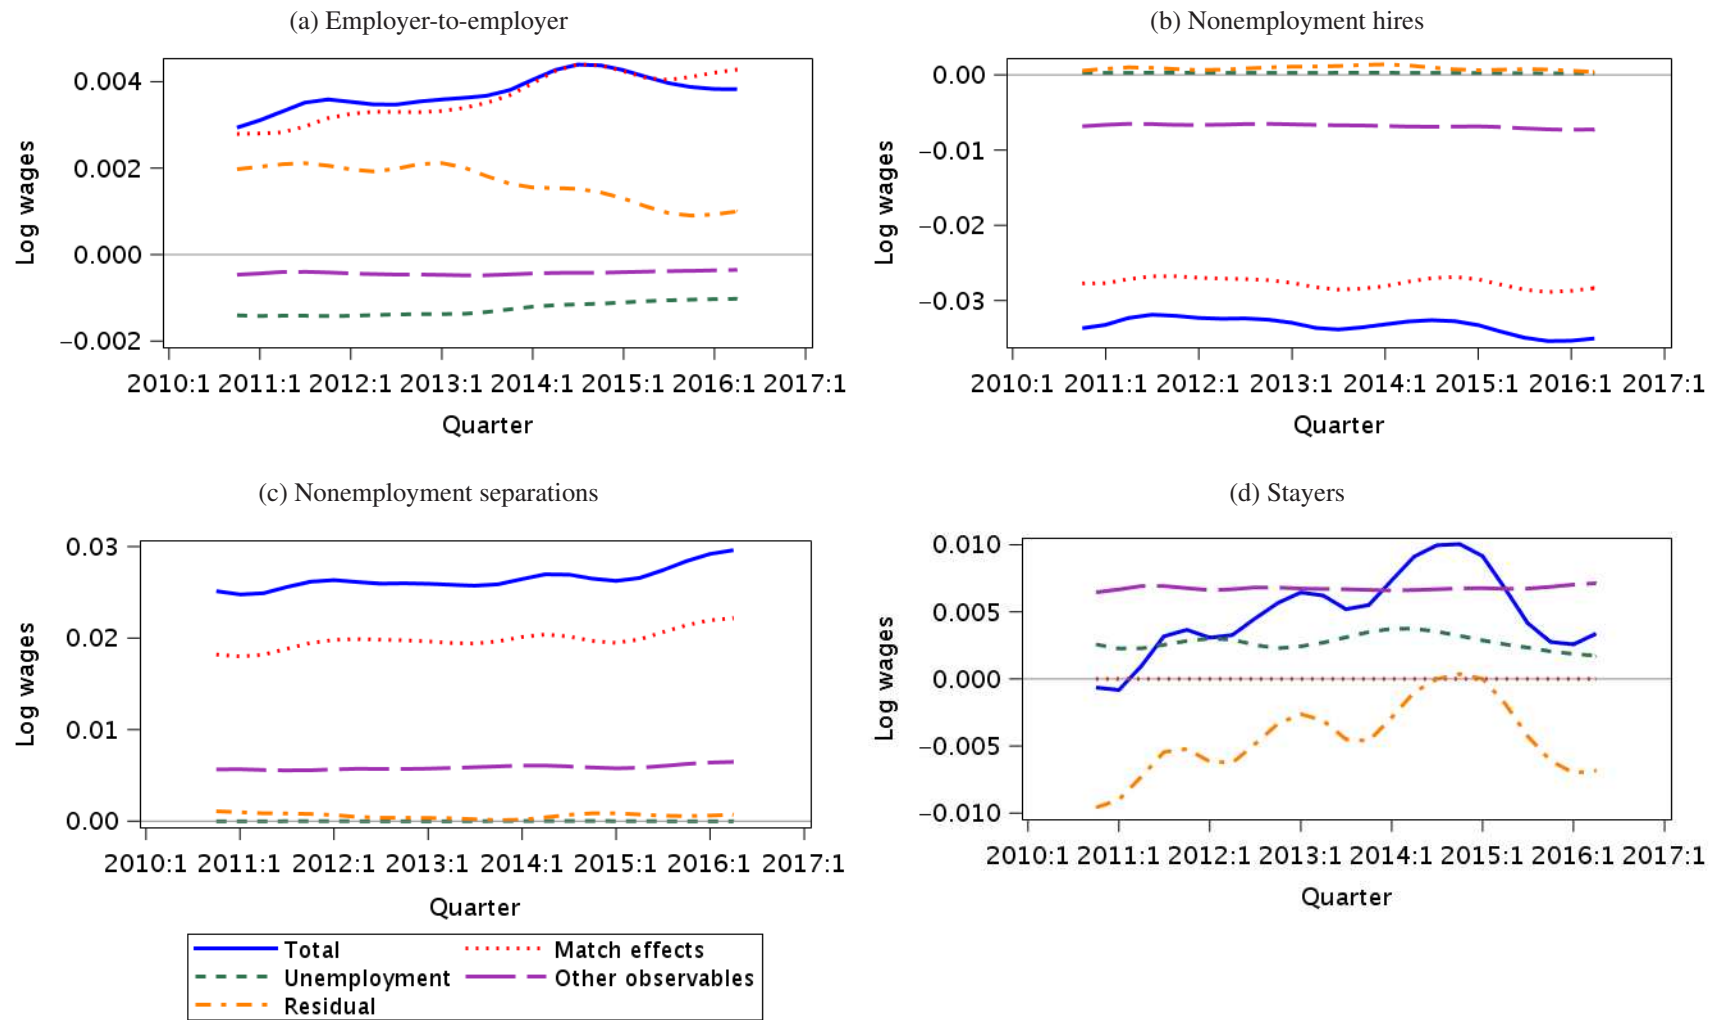 (a) Employer-to-employer
0.004
0.002
0.000
−0.002
Log wages
2010:1 2011:1 2012:1 2013:1 2014:1 2015:1 2016:1 2017:1
Quarter
(b) Nonemployment hires
0.00
−0.01
−0.02
−0.03
Log wages
2010:1 2011:1 2012:1 2013:1 2014:1 2015:1 2016:1 2017:1
Quarter
(c) Nonemployment separations
0.03
0.02
0.01
0.00
Log wages
2010:1 2011:1 2012:1 2013:1 2014:1 2015:1 2016:1 2017:1
Quarter
(d) Stayers
0.010
0.005
0.000
−0.005
−0.010
Log wages
2010:1 2011:1 2012:1 2013:1 2014:1 2015:1 2016:1 2017:1
Quarter
Total Match effects
Unemployment Other observables
Residual